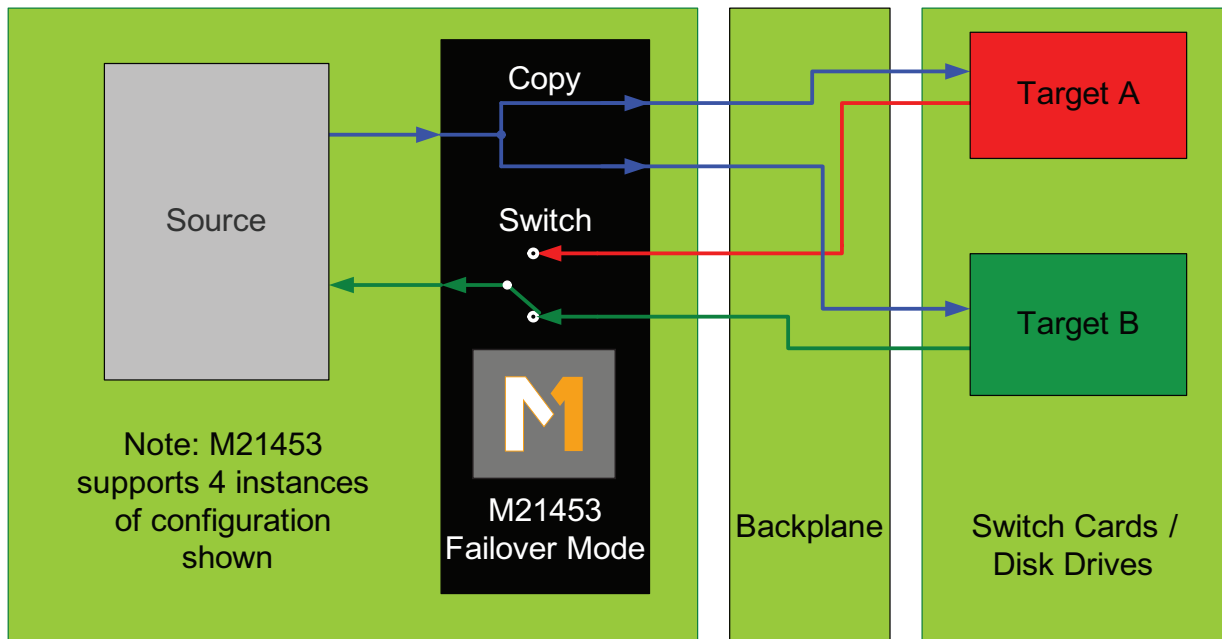 Copy
Target A
Source
Switch
Target B
Note: M21453
supports 4 instances
of configuration
shown
M21453
Failover Mode
Backplane
Switch Cards /
Disk Drives